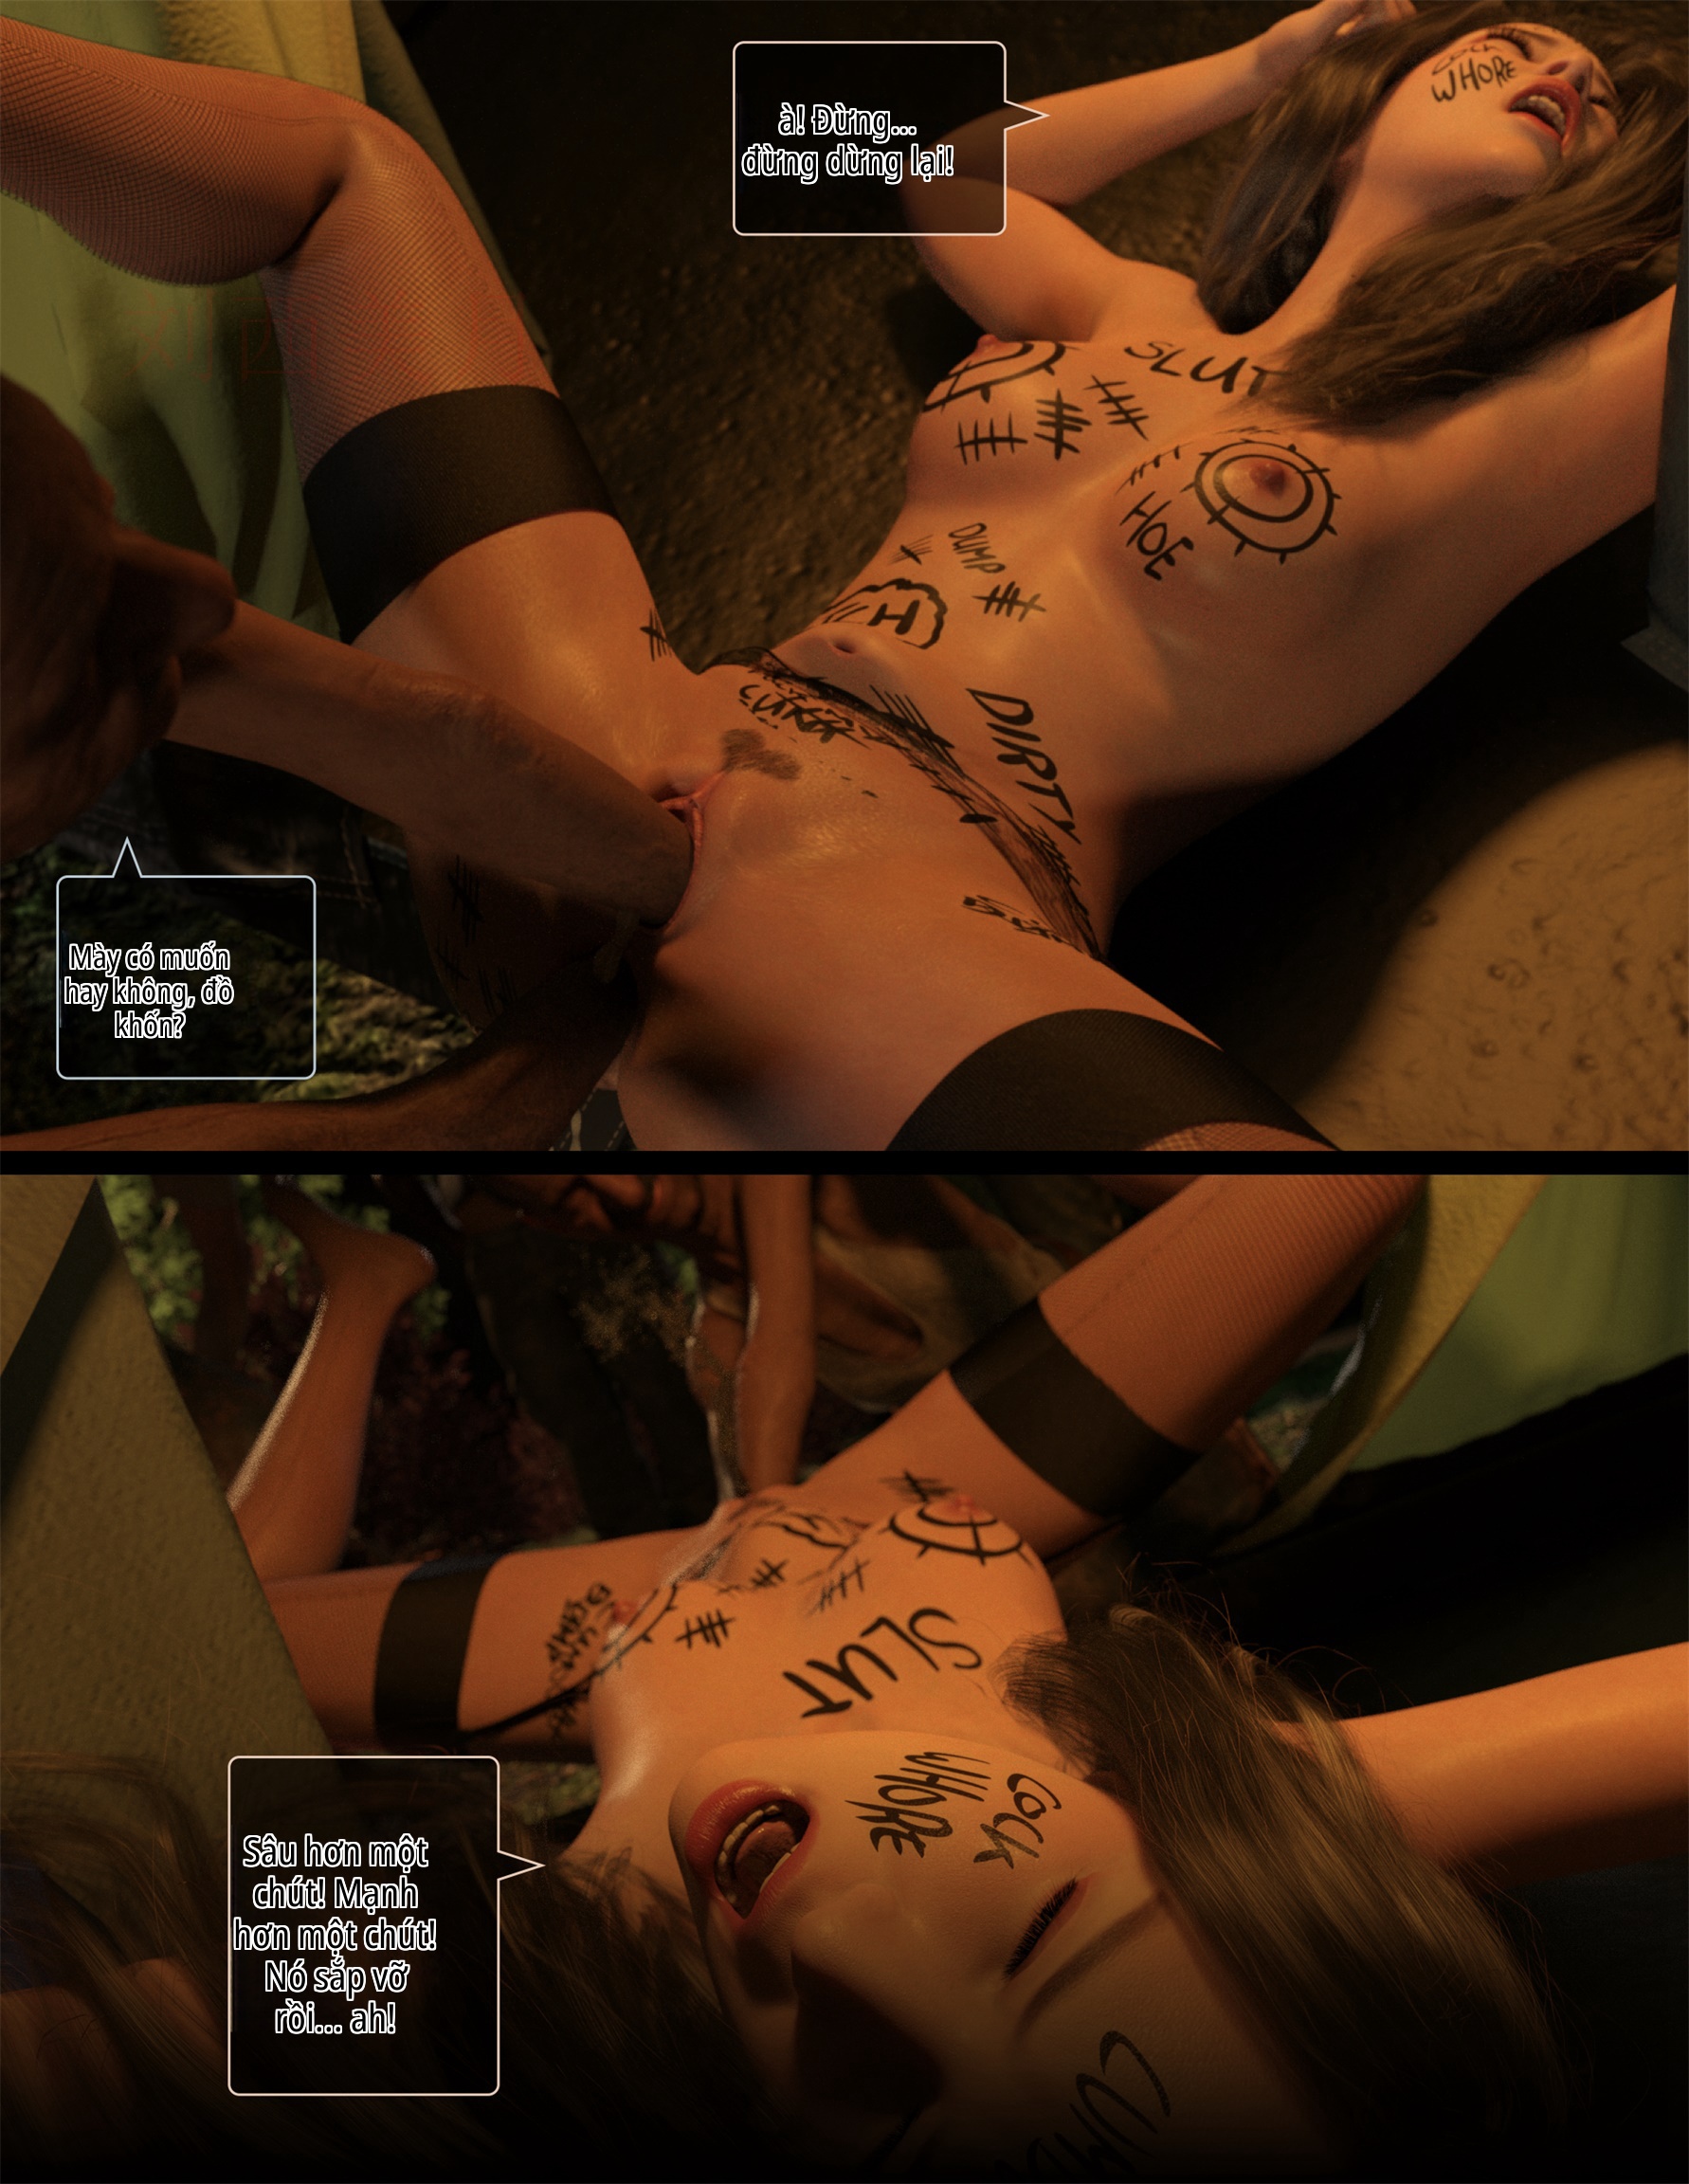 à! Đừng...
đừng dừng lại!
WHORE
SLUT
HOE
DUMP
DIRTY
Mày có muốn
hay không, đồ
khốn?
SLUT
COCK
WHORE
Sâu hơn một
chút! Mạnh
hơn một chút!
Nó sắp vỡ
rồi... ah!